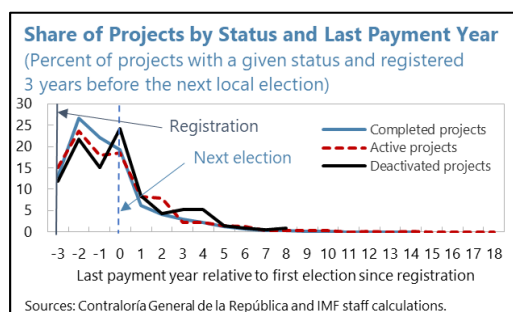 Share of Projects by Status and Last Payment Year
(Percent of projects with a given status and registered
3 years before the next local election)
30
25
20
15
10
5
0
Registration
Next election
Completed projects
Active projects
Deactivated projects
-3 -2 -1 0 1 2 3 4 5 6 7 8 9 10 11 12 13 14 15 16 17 18
Last payment year relative to first election since registration
Sources: Contraloría General de la República and IMF staff calculations.